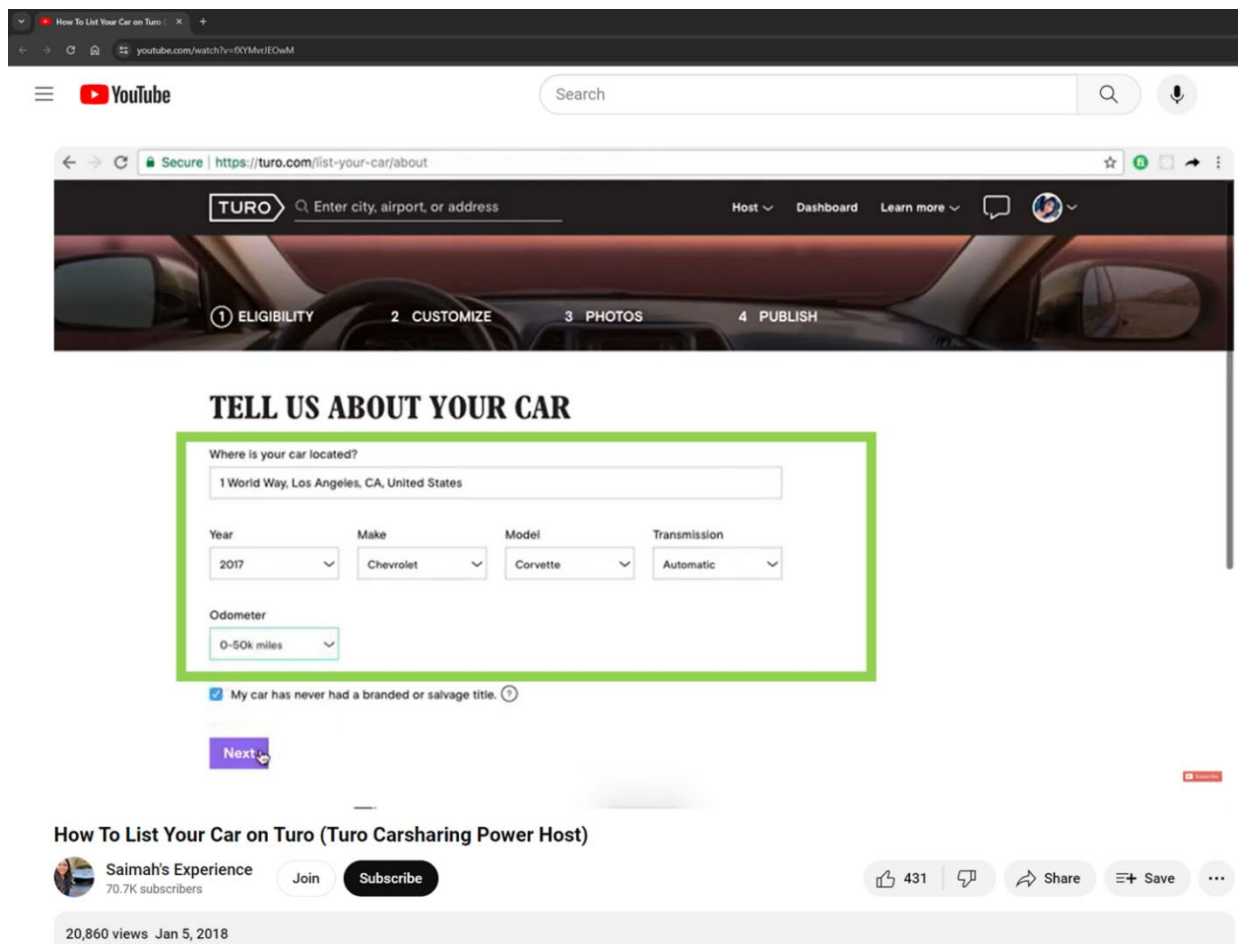 How To List Your Car on Turo (
youtube.com/watch?v=fXYMvrJEOwM
YouTube
Search
Secure https://turo.com/list-your-car/about
TURO Enter city, airport, or address Host Dashboard Learn more
1 ELIGIBILITY 2 CUSTOMIZE 3 PHOTOS 4 PUBLISH
TELL US ABOUT YOUR CAR
Where is your car located?
1 World Way, Los Angeles, CA, United States
Year Make Model Transmission
2017 Chevrolet Corvette Automatic
Odometer
0-50k miles
My car has never had a branded or salvage title. ?
Next
Subscribe
How To List Your Car on Turo (Turo Carsharing Power Host)
Saimah's Experience
70.7K subscribers
Join Subscribe 431 Share Save
20,860 views Jan 5, 2018